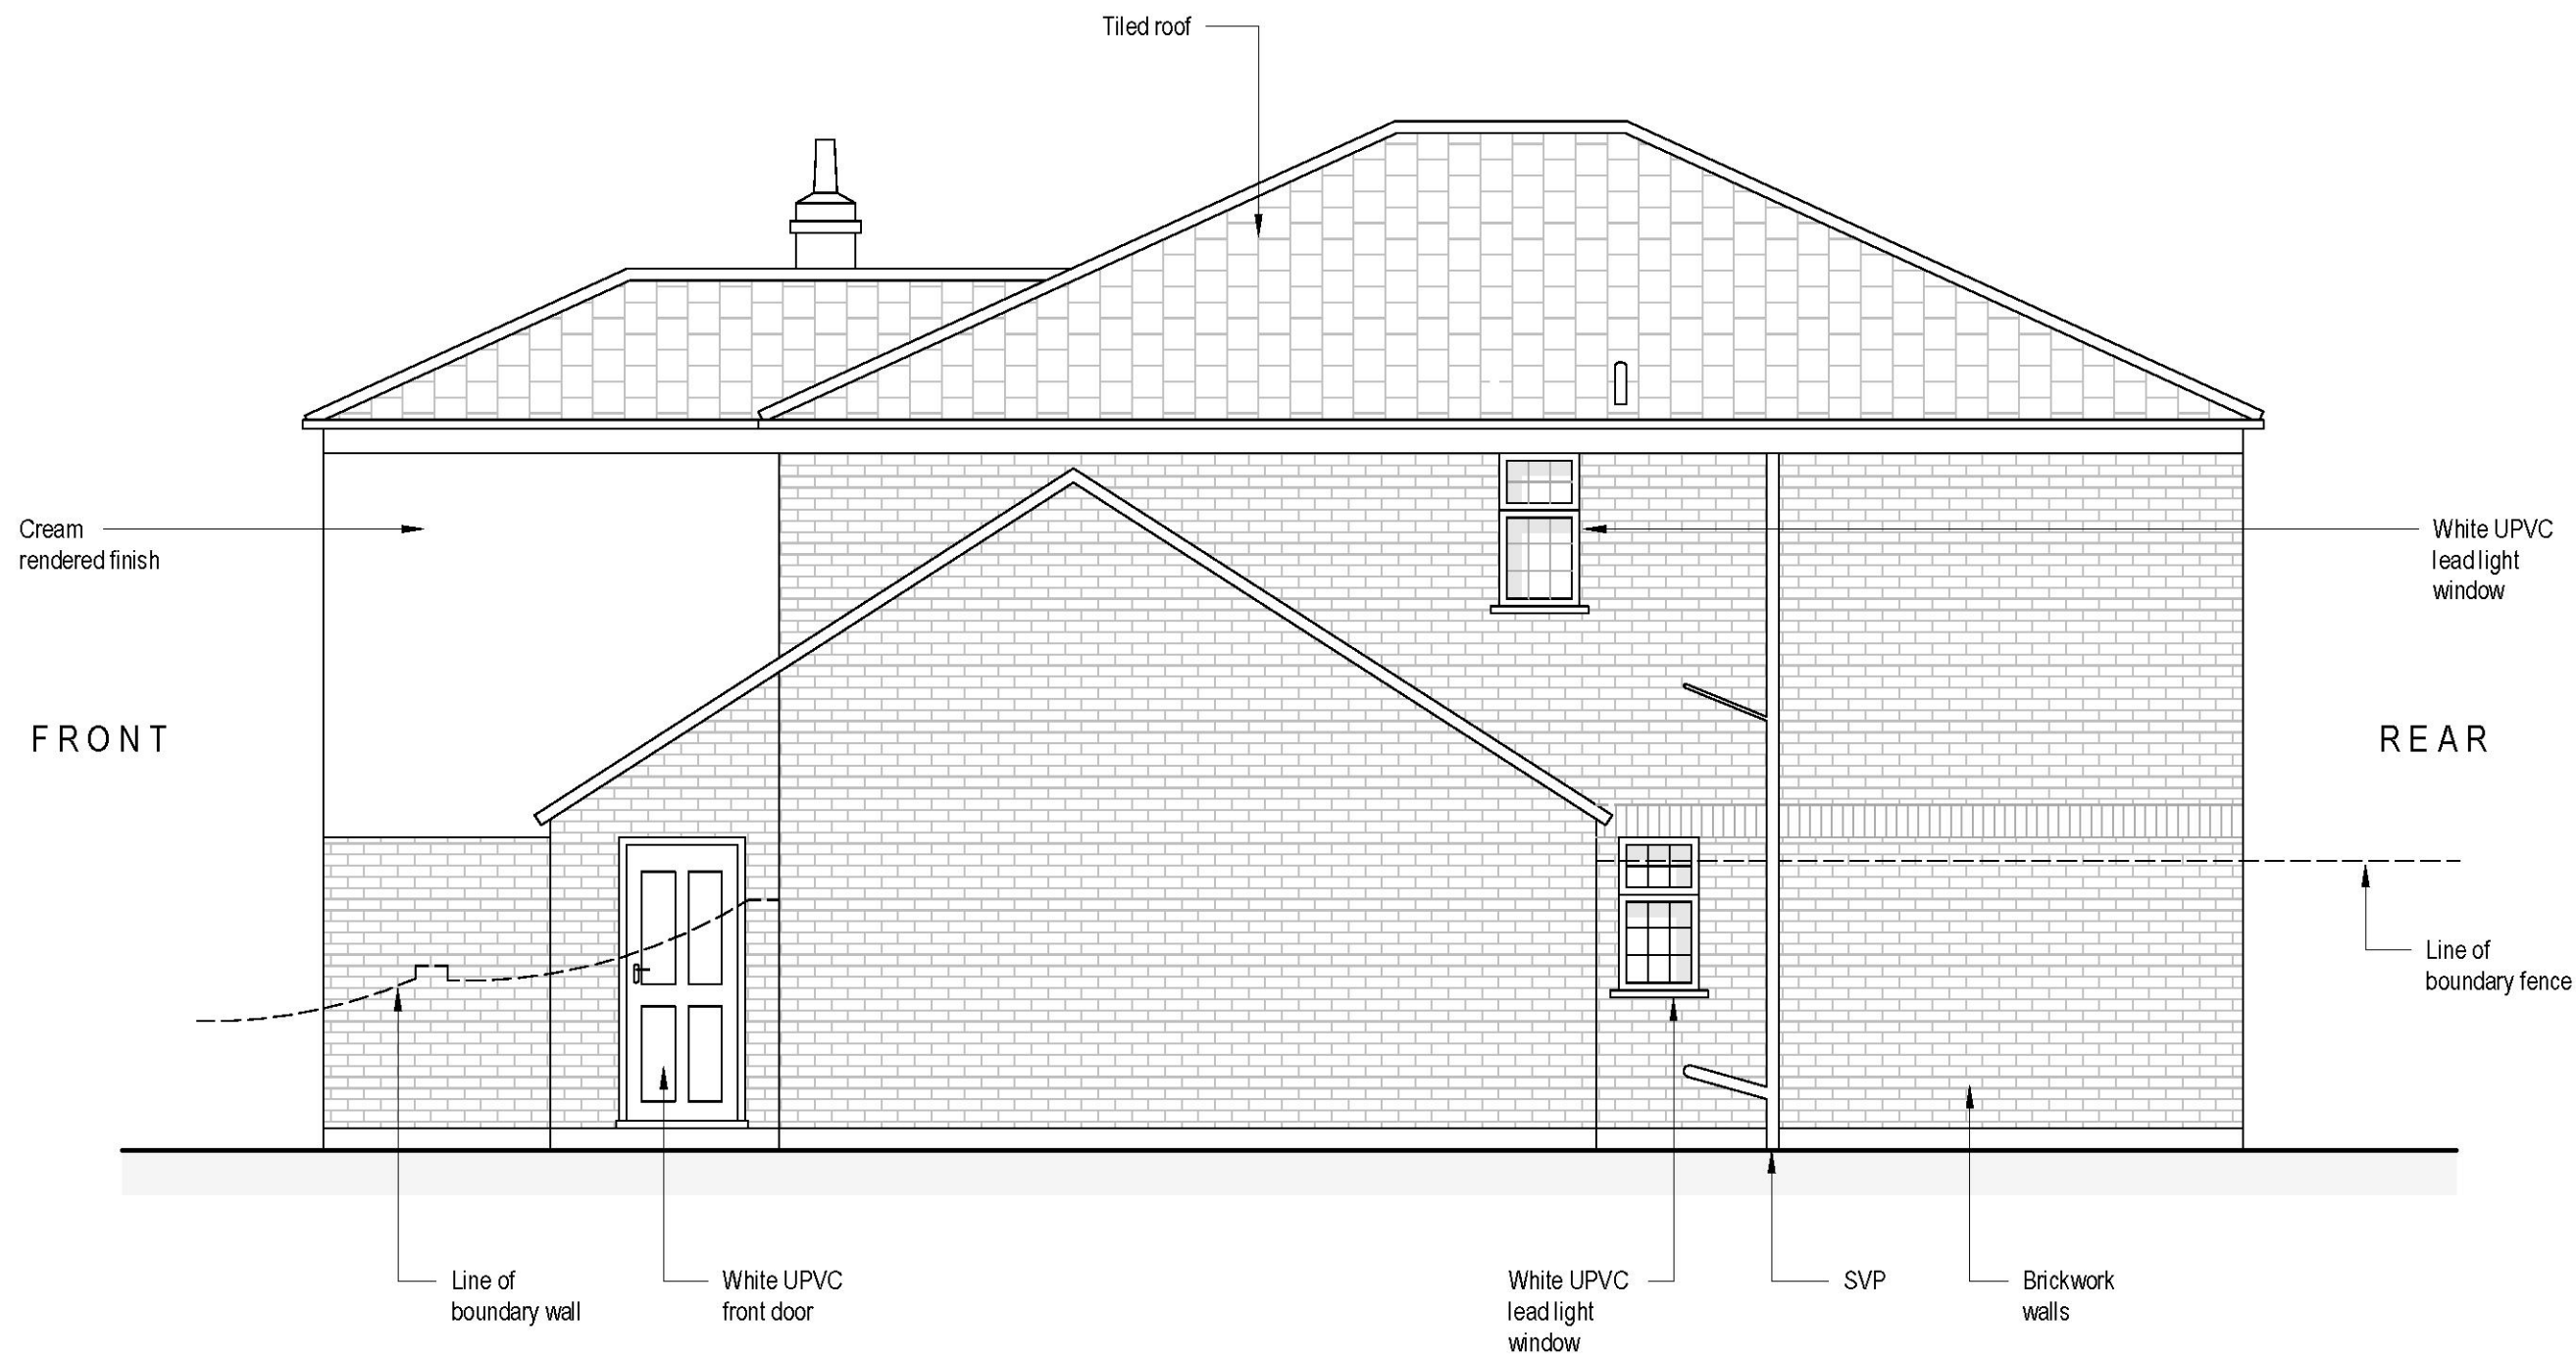 Tiled roof
Cream
rendered finish
White UPVC
lead light
window
FRONT
REAR
Line of
boundary fence
Line of
boundary wall
White UPVC
front door
White UPVC
lead light
window
SVP
Brickwork
walls